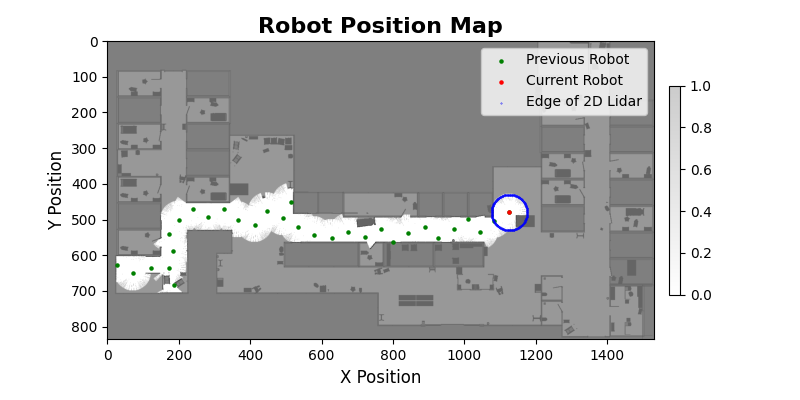 Robot Position Map
Previous Robot
Current Robot
Edge of 2D Lidar
Y Position
0
100
200
300
400
500
600
700
800
0 200 400 600 800 1000 1200 1400
X Position
1.0
0.8
0.6
0.4
0.2
0.0